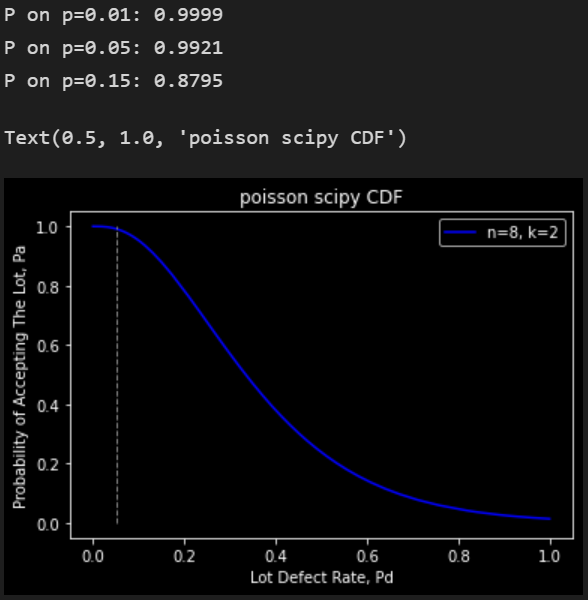 P on p=0.01: 0.9999
P on p=0.05: 0.9921
P on p=0.15: 0.8795
Text(0.5, 1.0, 'poisson scipy CDF')
poisson scipy CDF
n=8, k=2
Probability of Accepting The Lot, Pa
1.0
0.8
0.6
0.4
0.2
0.0
0.0 0.2 0.4 0.6 0.8 1.0
Lot Defect Rate, Pd